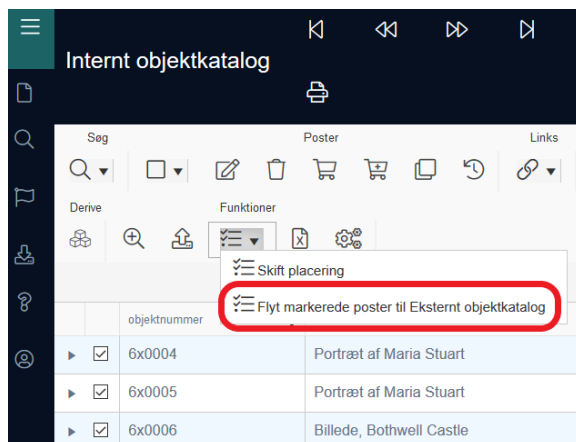 Internt objektkatalog
Søg Poster Links
Derive Funktioner
Skift placering
Flyt markerede poster til Eksternt objektkatalog
objektnummer
6x0004 Portræt af Maria Stuart
6x0005 Portræt af Maria Stuart
6x0006 Billede, Bothwell Castle